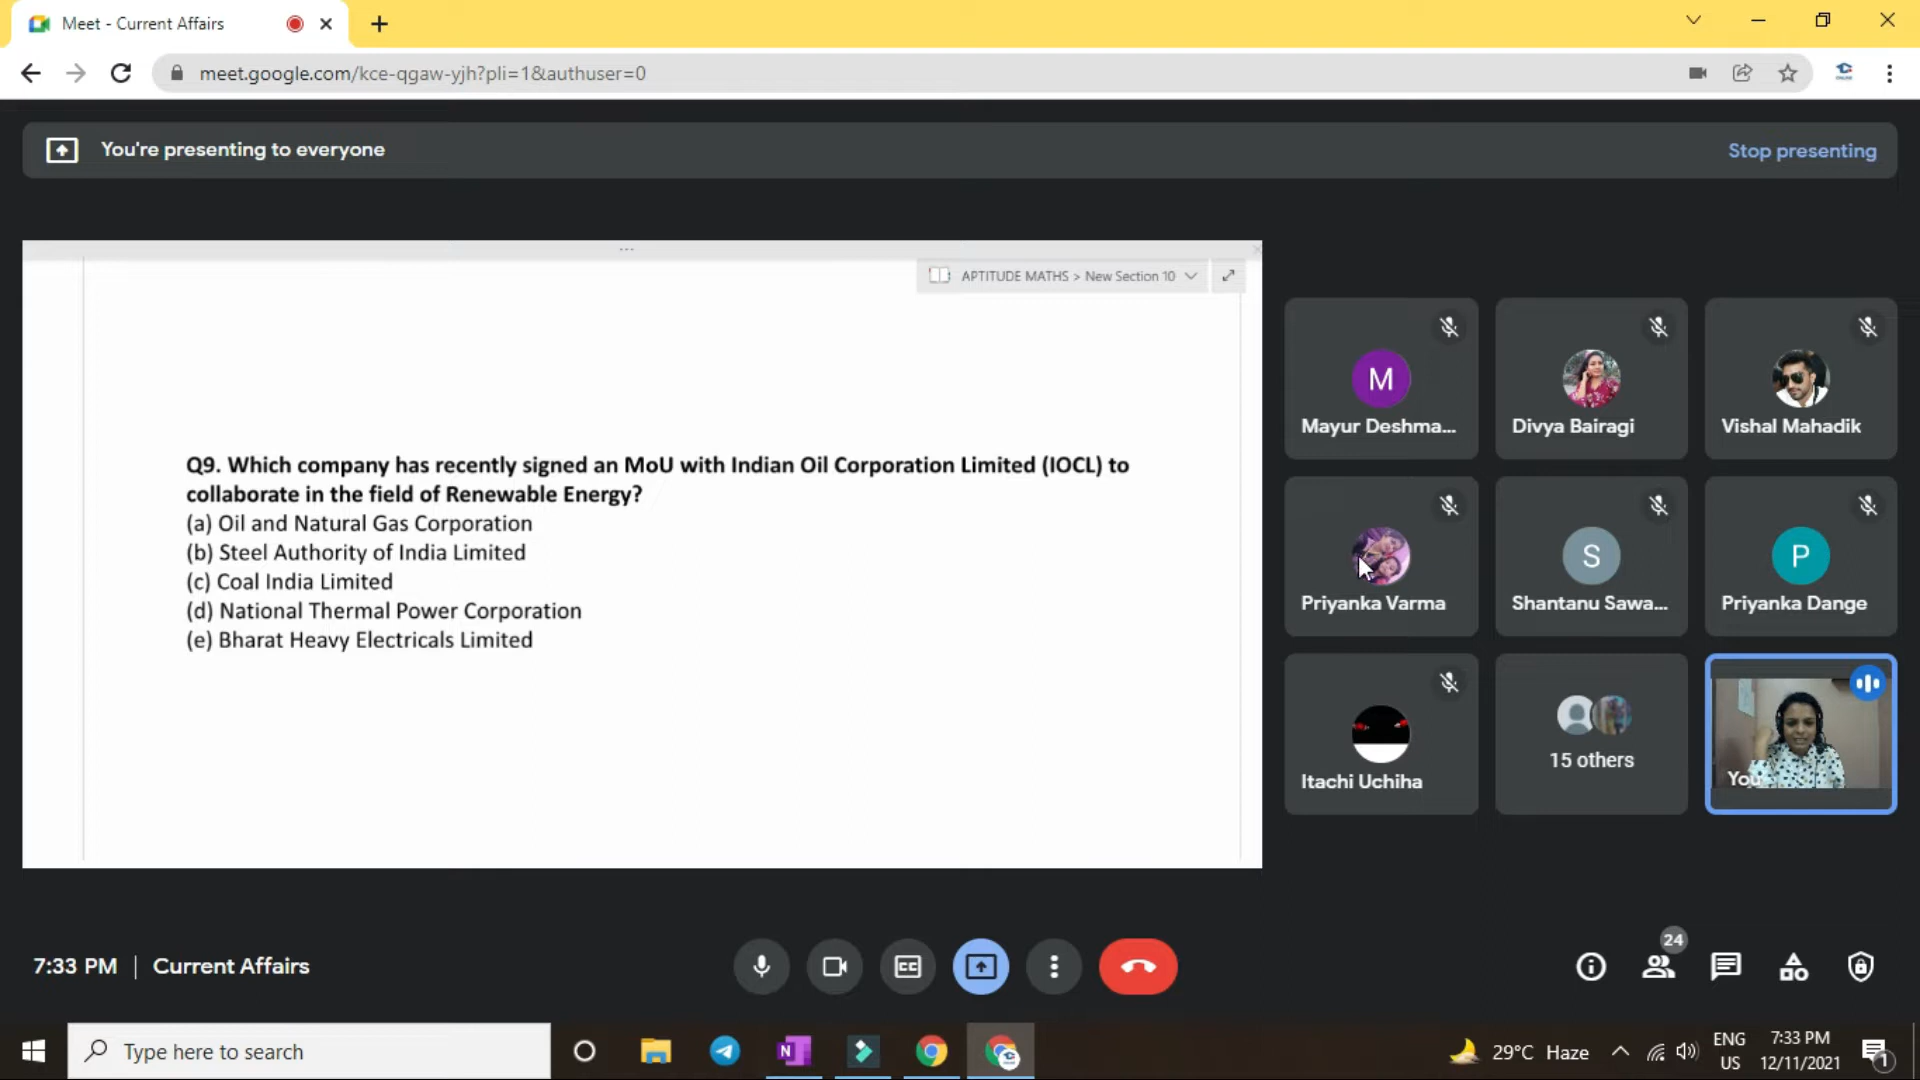 Meet - Current Affairs
meet.google.com/kce-qgaw-yjh?pli=1&authuser=0
You're presenting to everyone
Stop presenting
APTITUDE MATHS > New Section 10
Q9. Which company has recently signed an MoU with Indian Oil Corporation Limited (IOCL) to
collaborate in the field of Renewable Energy?
(a) Oil and Natural Gas Corporation
(b) Steel Authority of India Limited
(c) Coal India Limited
(d) National Thermal Power Corporation
(e) Bharat Heavy Electricals Limited
M
Mayur Deshma...
Divya Bairagi
Vishal Mahadik
Priyanka Varma
S
Shantanu Sawa...
P
Priyanka Dange
Itachi Uchiha
15 others
You
7:33 PM | Current Affairs
CC
24
Type here to search
N
29°C Haze
ENG
US
7:33 PM
12/11/2021
1